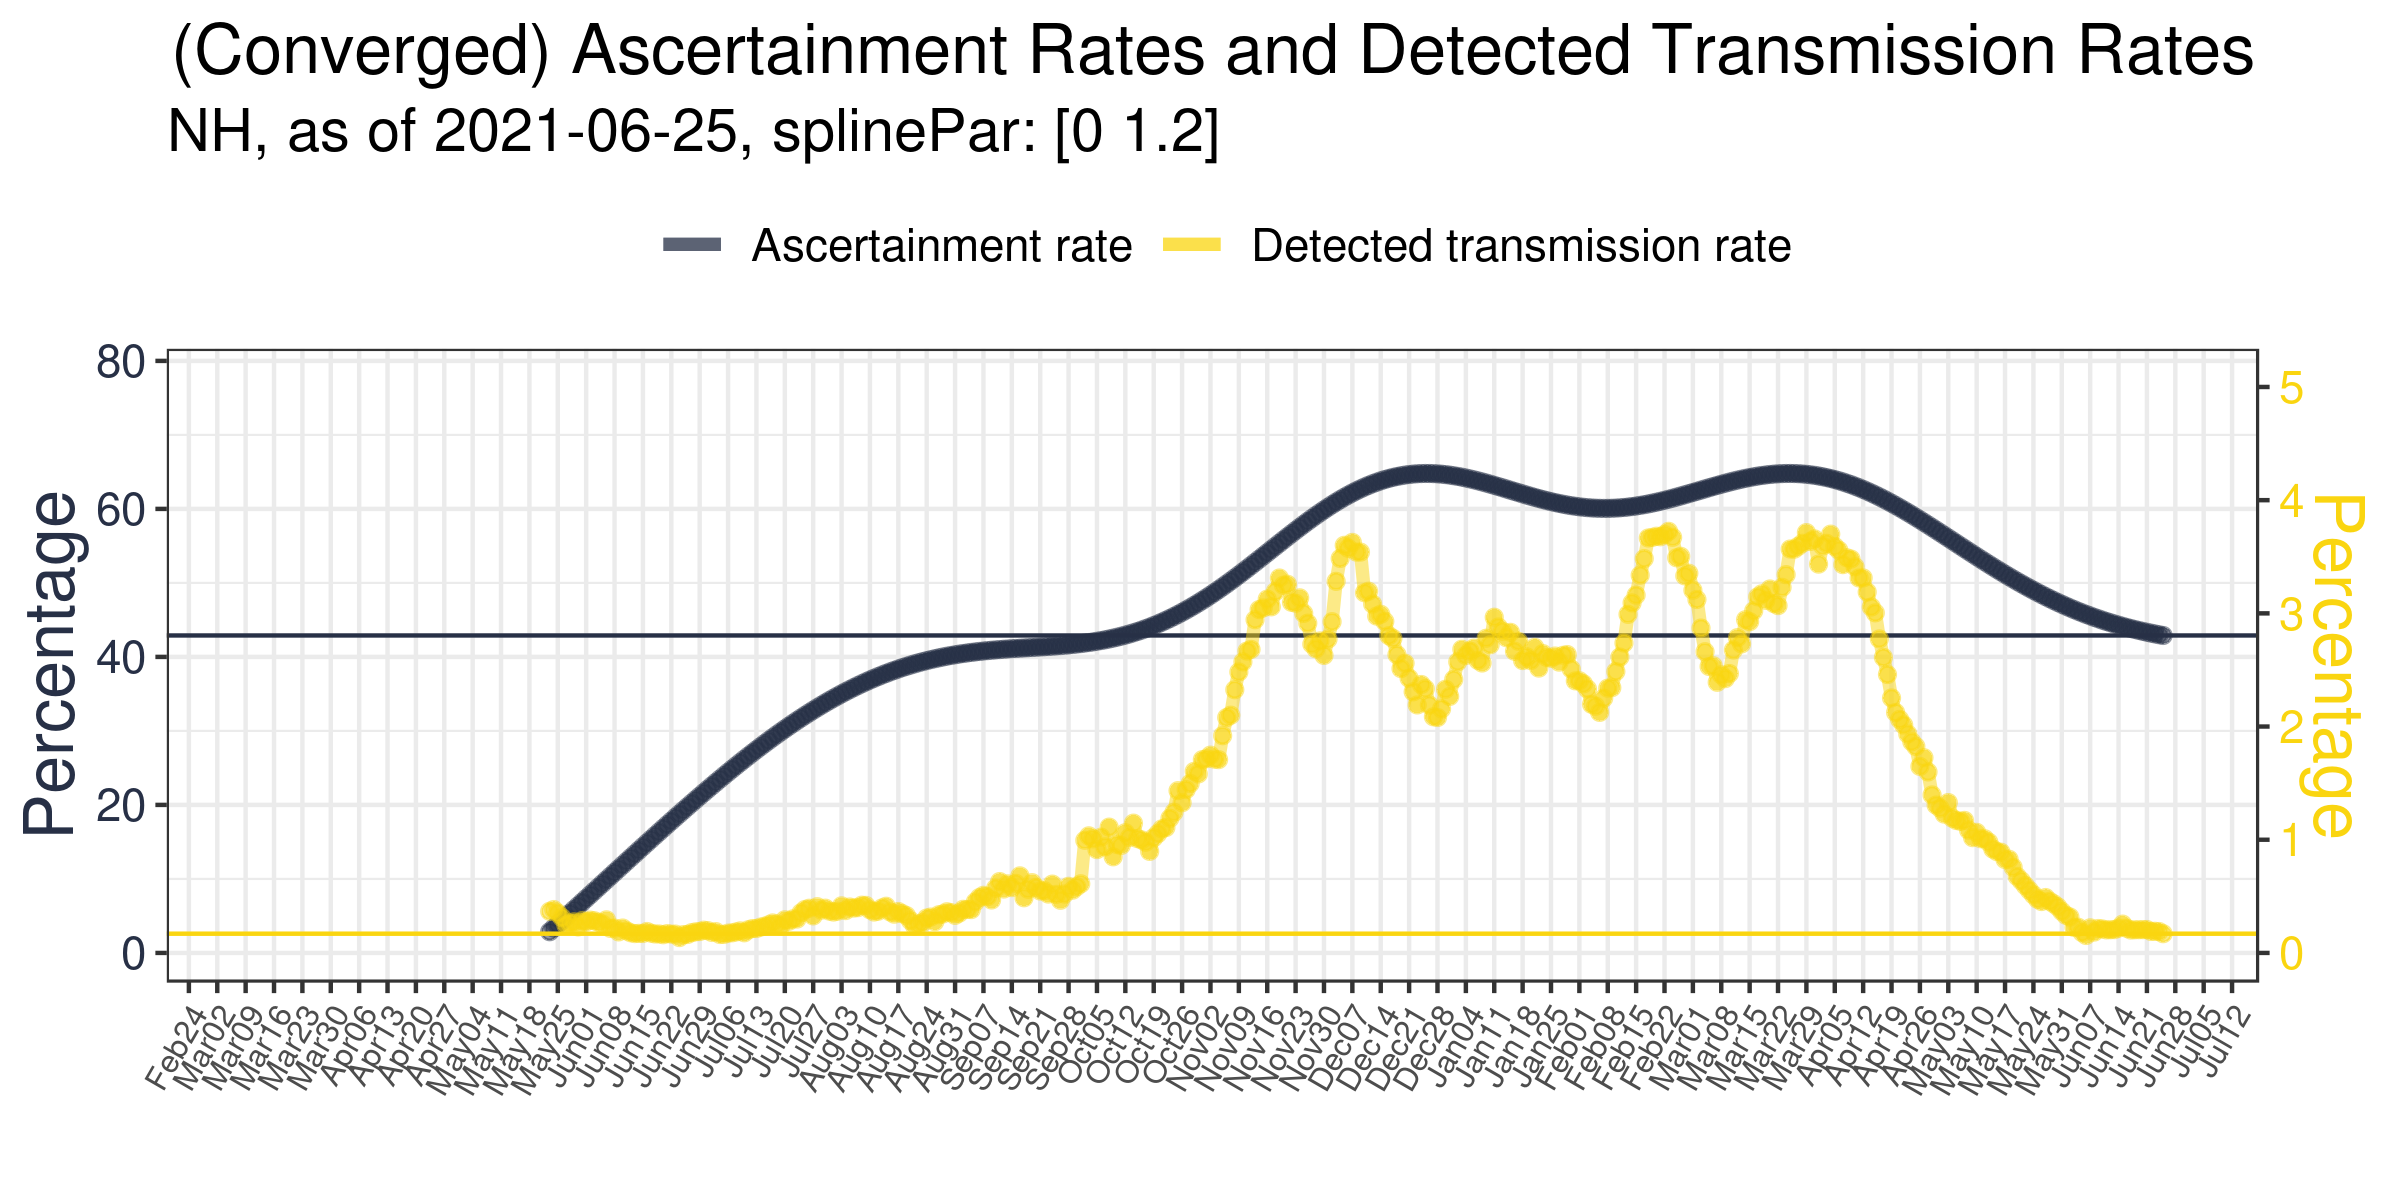 (Converged) Ascertainment Rates and Detected Transmission Rates
NH, as of 2021-06-25, splinePar: [0 1.2]
Ascertainment rate Detected transmission rate
Percentage
80
60
40
20
0
5
4
3
2
1
0
Percentage
Feb24 Mar02 Mar09 Mar16 Mar23 Mar30 Apr06 Apr13 Apr20 Apr27 May04 May11 May18 May25 Jun01 Jun08 Jun15 Jun22 Jun29 Jul06 Jul13 Jul20 Jul27 Aug03 Aug10 Aug17 Aug24 Aug31 Sep07 Sep14 Sep21 Sep28 Oct05 Oct12 Oct19 Oct26 Nov02 Nov09 Nov16 Nov23 Nov30 Dec07 Dec14 Dec21 Dec28 Jan04 Jan11 Jan18 Jan25 Feb01 Feb08 Feb15 Feb22 Mar01 Mar08 Mar15 Mar22 Mar29 Apr05 Apr12 Apr19 Apr26 May03 May10 May17 May24 May31 Jun07 Jun14 Jun21 Jun28 Jul05 Jul12